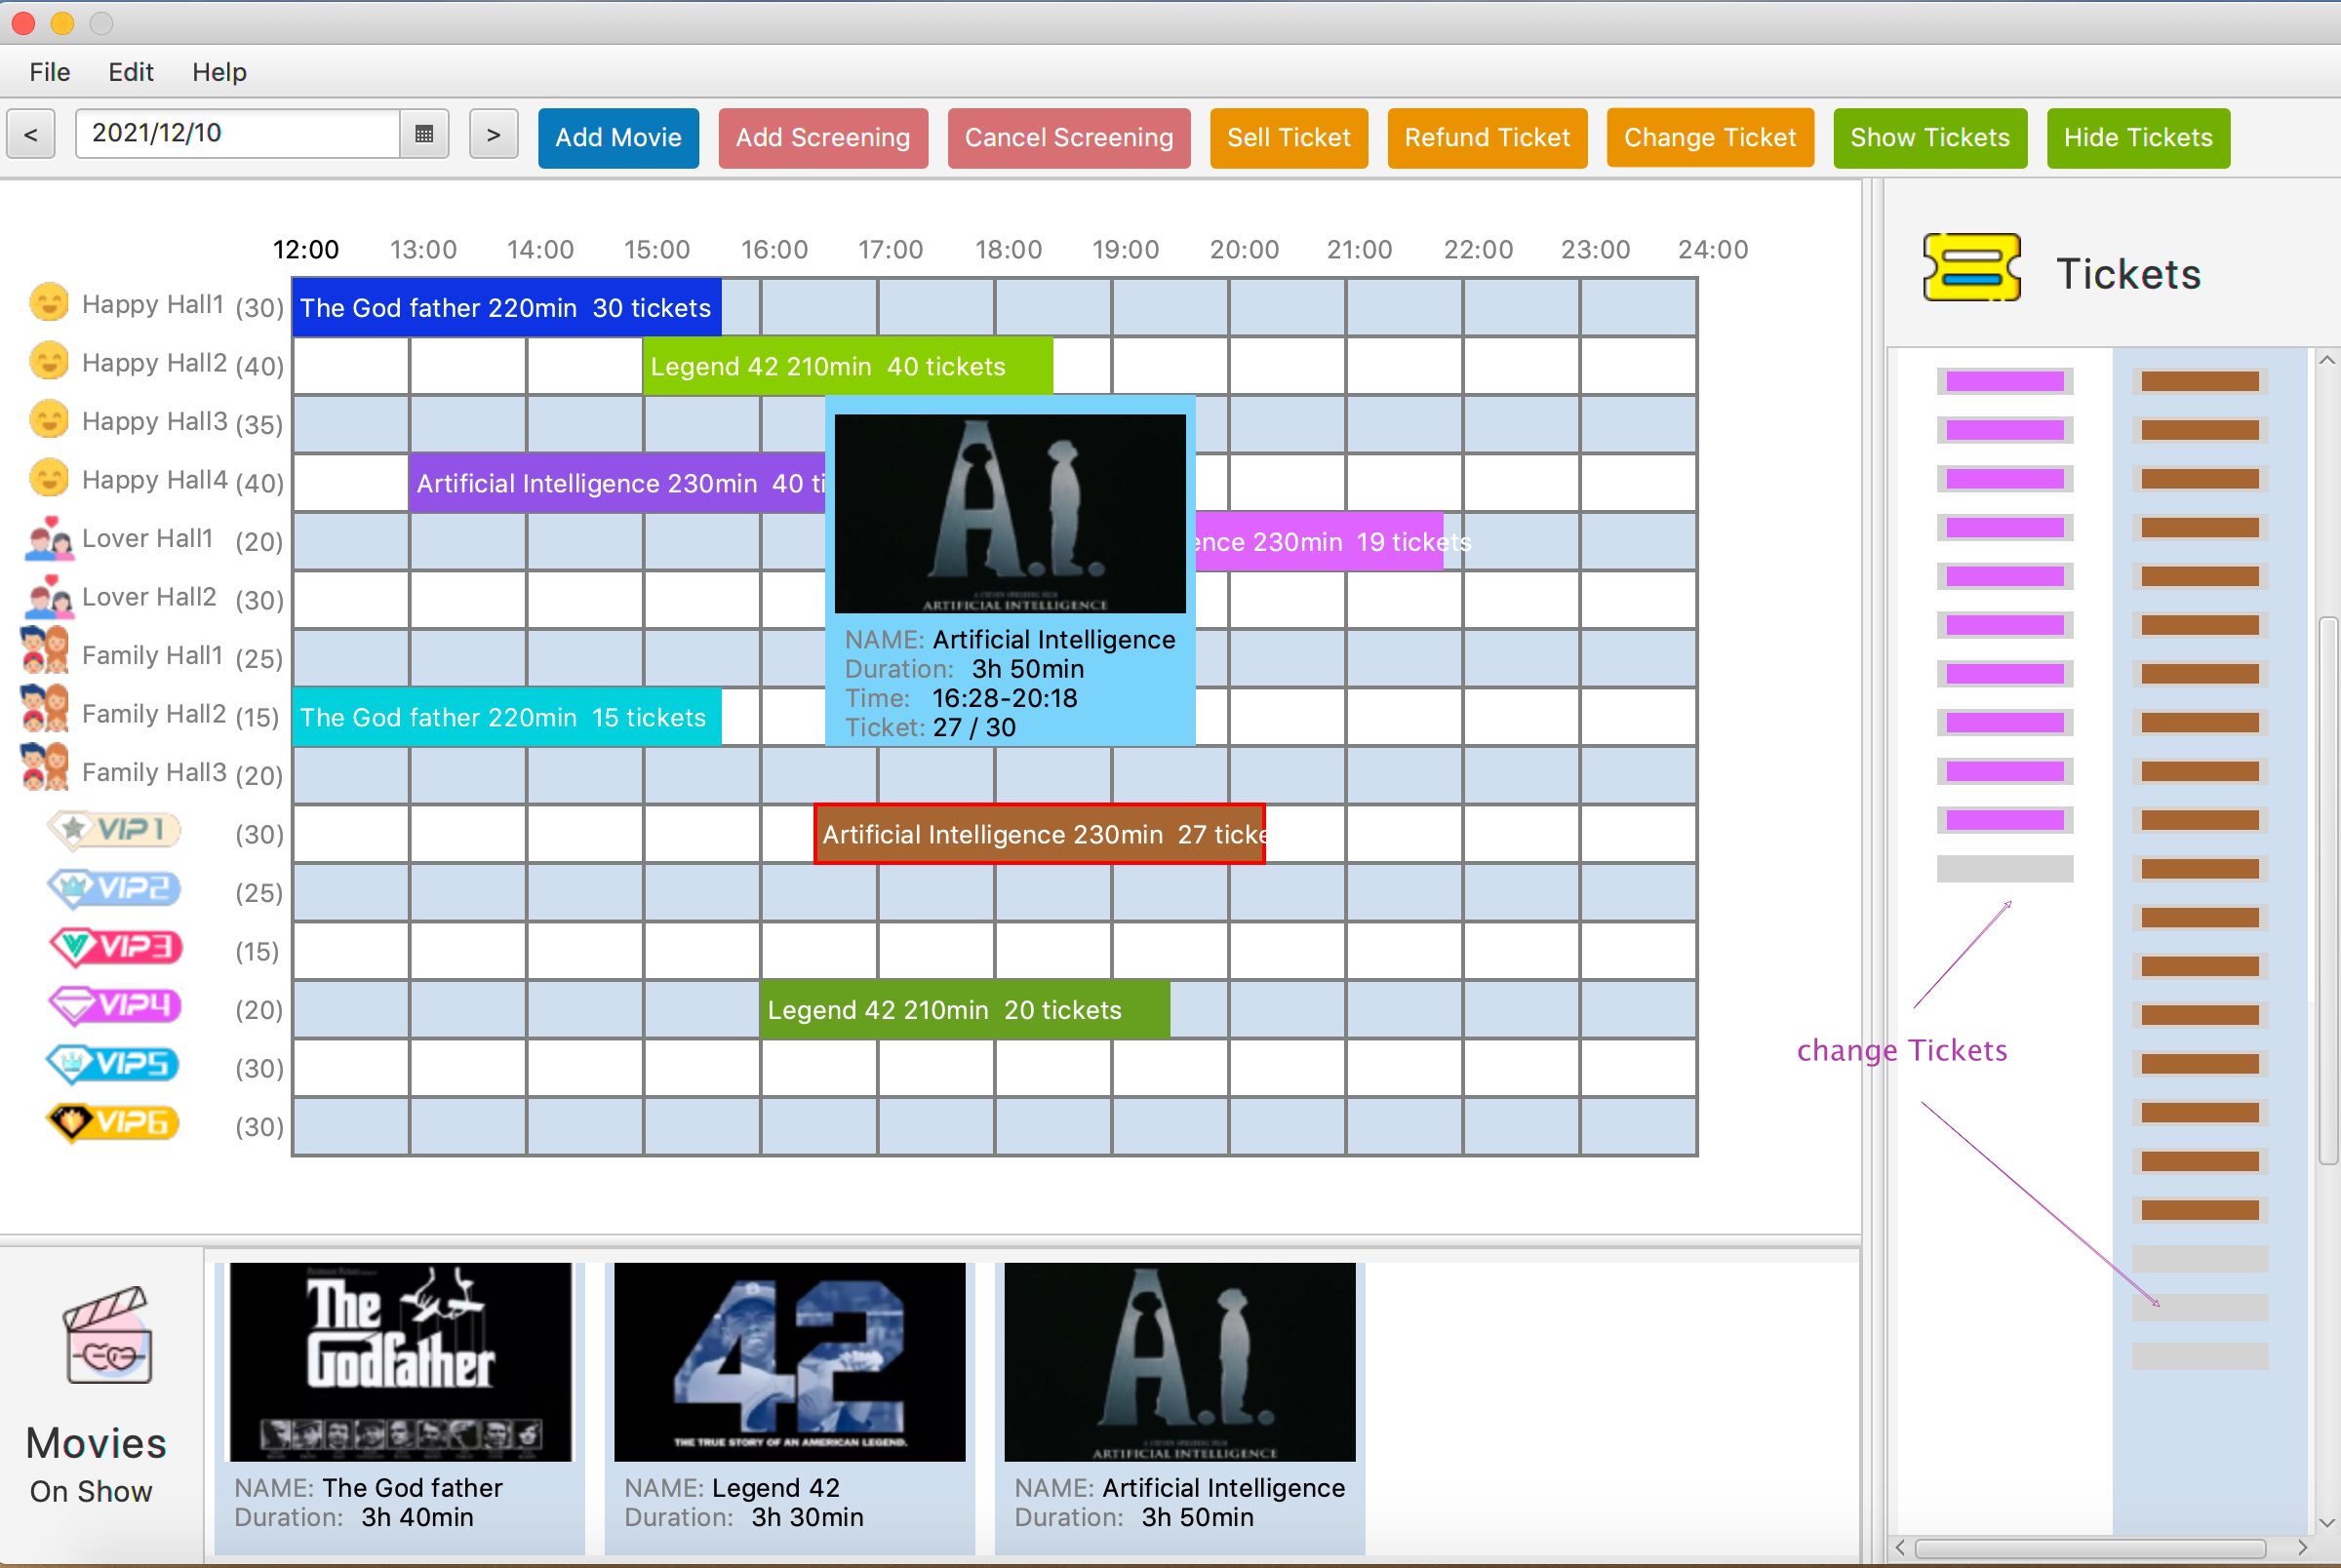 File Edit Help
< 2021/12/10 > Add Movie Add Screening Cancel Screening Sell Ticket Refund Ticket Change Ticket Show Tickets Hide Tickets
12:00 13:00 14:00 15:00 16:00 17:00 18:00 19:00 20:00 21:00 22:00 23:00 24:00
Tickets
Happy Hall1 (30) The God father 220min 30 tickets
Happy Hall2 (40) Legend 42 210min 40 tickets
Happy Hall3 (35)
Happy Hall4 (40) Artificial Intelligence 230min 40 ti
Lover Hall1 (20) ence 230min 19 tickets
Lover Hall2 (30)
Family Hall1 (25)
Family Hall2 (15) The God father 220min 15 tickets
Family Hall3 (20)
A.I.
ARTIFICIAL INTELLIGENCE
NAME: Artificial Intelligence
Duration: 3h 50min
Time: 16:28-20:18
Ticket: 27 / 30
VIP1 (30) Artificial Intelligence 230min 27 ticke
VIP2 (25)
VIP3 (15)
VIP4 (20) Legend 42 210min 20 tickets
VIP5 (30)
VIP6 (30)
change Tickets
Movies
On Show
The
Godfather
NAME: The God father
Duration: 3h 40min
42
THE TRUE STORY OF AN AMERICAN LEGEND.
NAME: Legend 42
Duration: 3h 30min
A.I.
ARTIFICIAL INTELLIGENCE
NAME: Artificial Intelligence
Duration: 3h 50min